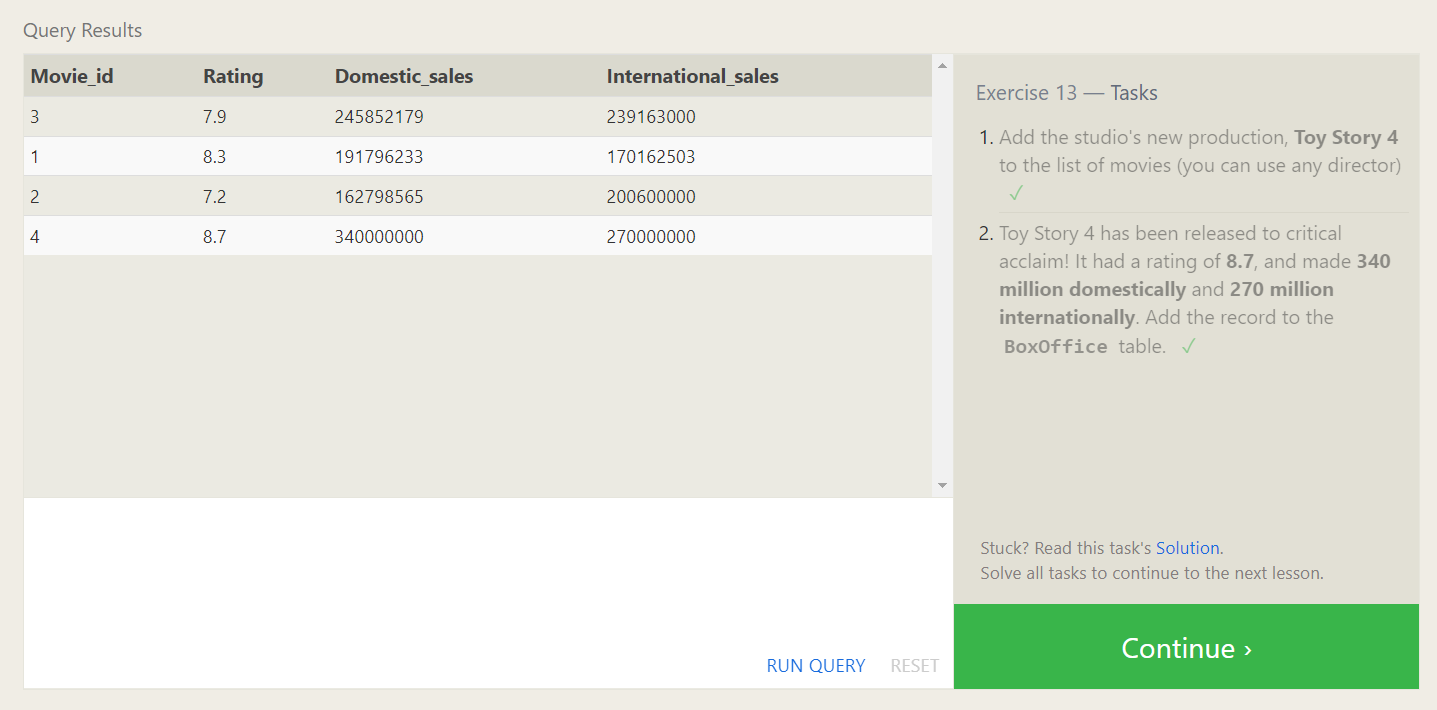 Query Results
Movie_id Rating Domestic_sales International_sales
3 7.9 245852179 239163000
1 8.3 191796233 170162503
2 7.2 162798565 200600000
4 8.7 340000000 270000000
RUN QUERY RESET
Exercise 13 — Tasks
1. Add the studio's new production, Toy Story 4
to the list of movies (you can use any director)
✓
2. Toy Story 4 has been released to critical
acclaim! It had a rating of 8.7, and made 340
million domestically and 270 million
internationally. Add the record to the
BoxOffice table. ✓
Stuck? Read this task's Solution.
Solve all tasks to continue to the next lesson.
Continue ›